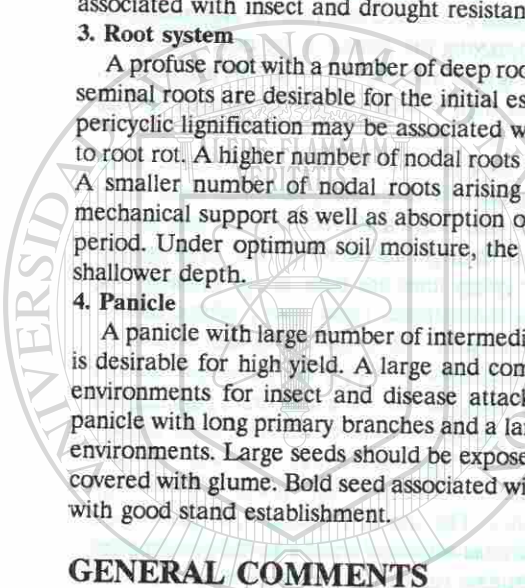 associated with insect and drought resistan
3. Root system
A profuse root with a number of deep roo
seminal roots are desirable for the initial es
pericyclic lignification may be associated w
to root rot. A higher number of nodal roots
A smaller number of nodal roots arising
mechanical support as well as absorption o
period. Under optimum soil moisture, the
shallower depth.
4. Panicle
A panicle with large number of intermedi
is desirable for high yield. A large and com
environments for insect and disease attack
panicle with long primary branches and a la
environments. Large seeds should be expose
covered with glume. Bold seed associated wi
with good stand establishment.
GENERAL COMMENTS